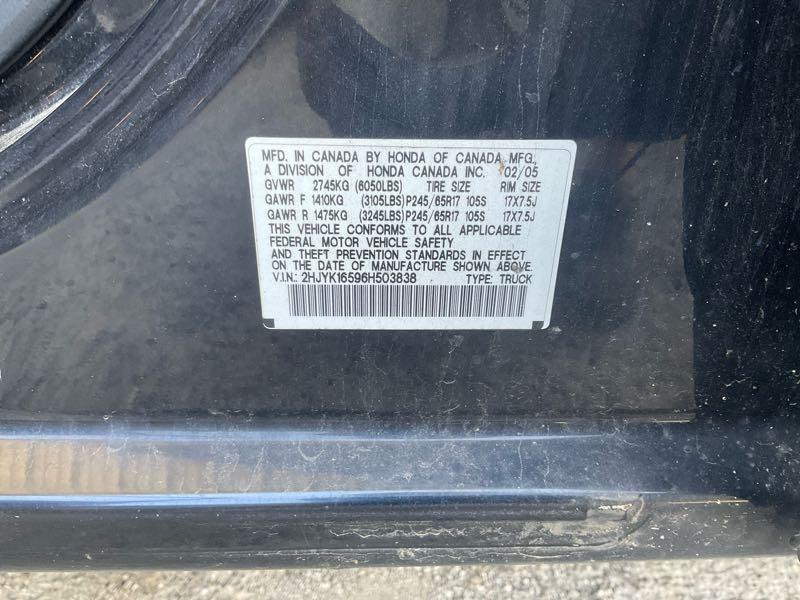 MFD. IN CANADA BY HONDA OF CANADA MFG.,
A DIVISION OF HONDA CANADA INC. 02/05
GVWR 2745KG (6050LBS) TIRE SIZE RIM SIZE
GAWR F 1410KG (3105LBS)P245/65R17 105S 17X7.5J
GAWR R 1475KG (3245LBS)P245/65R17 105S 17X7.5J
THIS VEHICLE CONFORMS TO ALL APPLICABLE
FEDERAL MOTOR VEHICLE SAFETY
AND THEFT PREVENTION STANDARDS IN EFFECT
ON THE DATE OF MANUFACTURE SHOWN ABOVE.
V.I.N.: 2HJYK16596H503838 TYPE: TRUCK